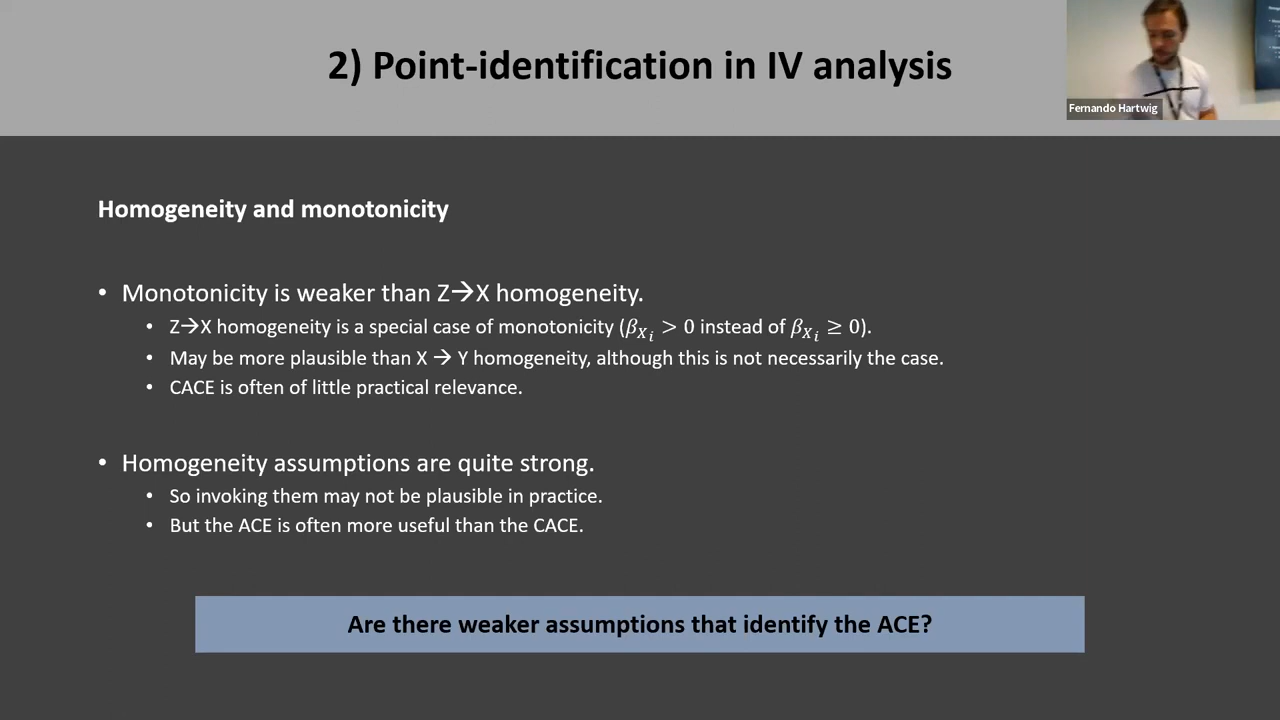 2) Point-identification in IV analysis
Fernando Hartwig
Homogeneity and monotonicity
• Monotonicity is weaker than Z→X homogeneity.
• Z→X homogeneity is a special case of monotonicity (β_{X_i} > 0 instead of β_{X_i} ≥ 0).
• May be more plausible than X → Y homogeneity, although this is not necessarily the case.
• CACE is often of little practical relevance.
• Homogeneity assumptions are quite strong.
• So invoking them may not be plausible in practice.
• But the ACE is often more useful than the CACE.
Are there weaker assumptions that identify the ACE?